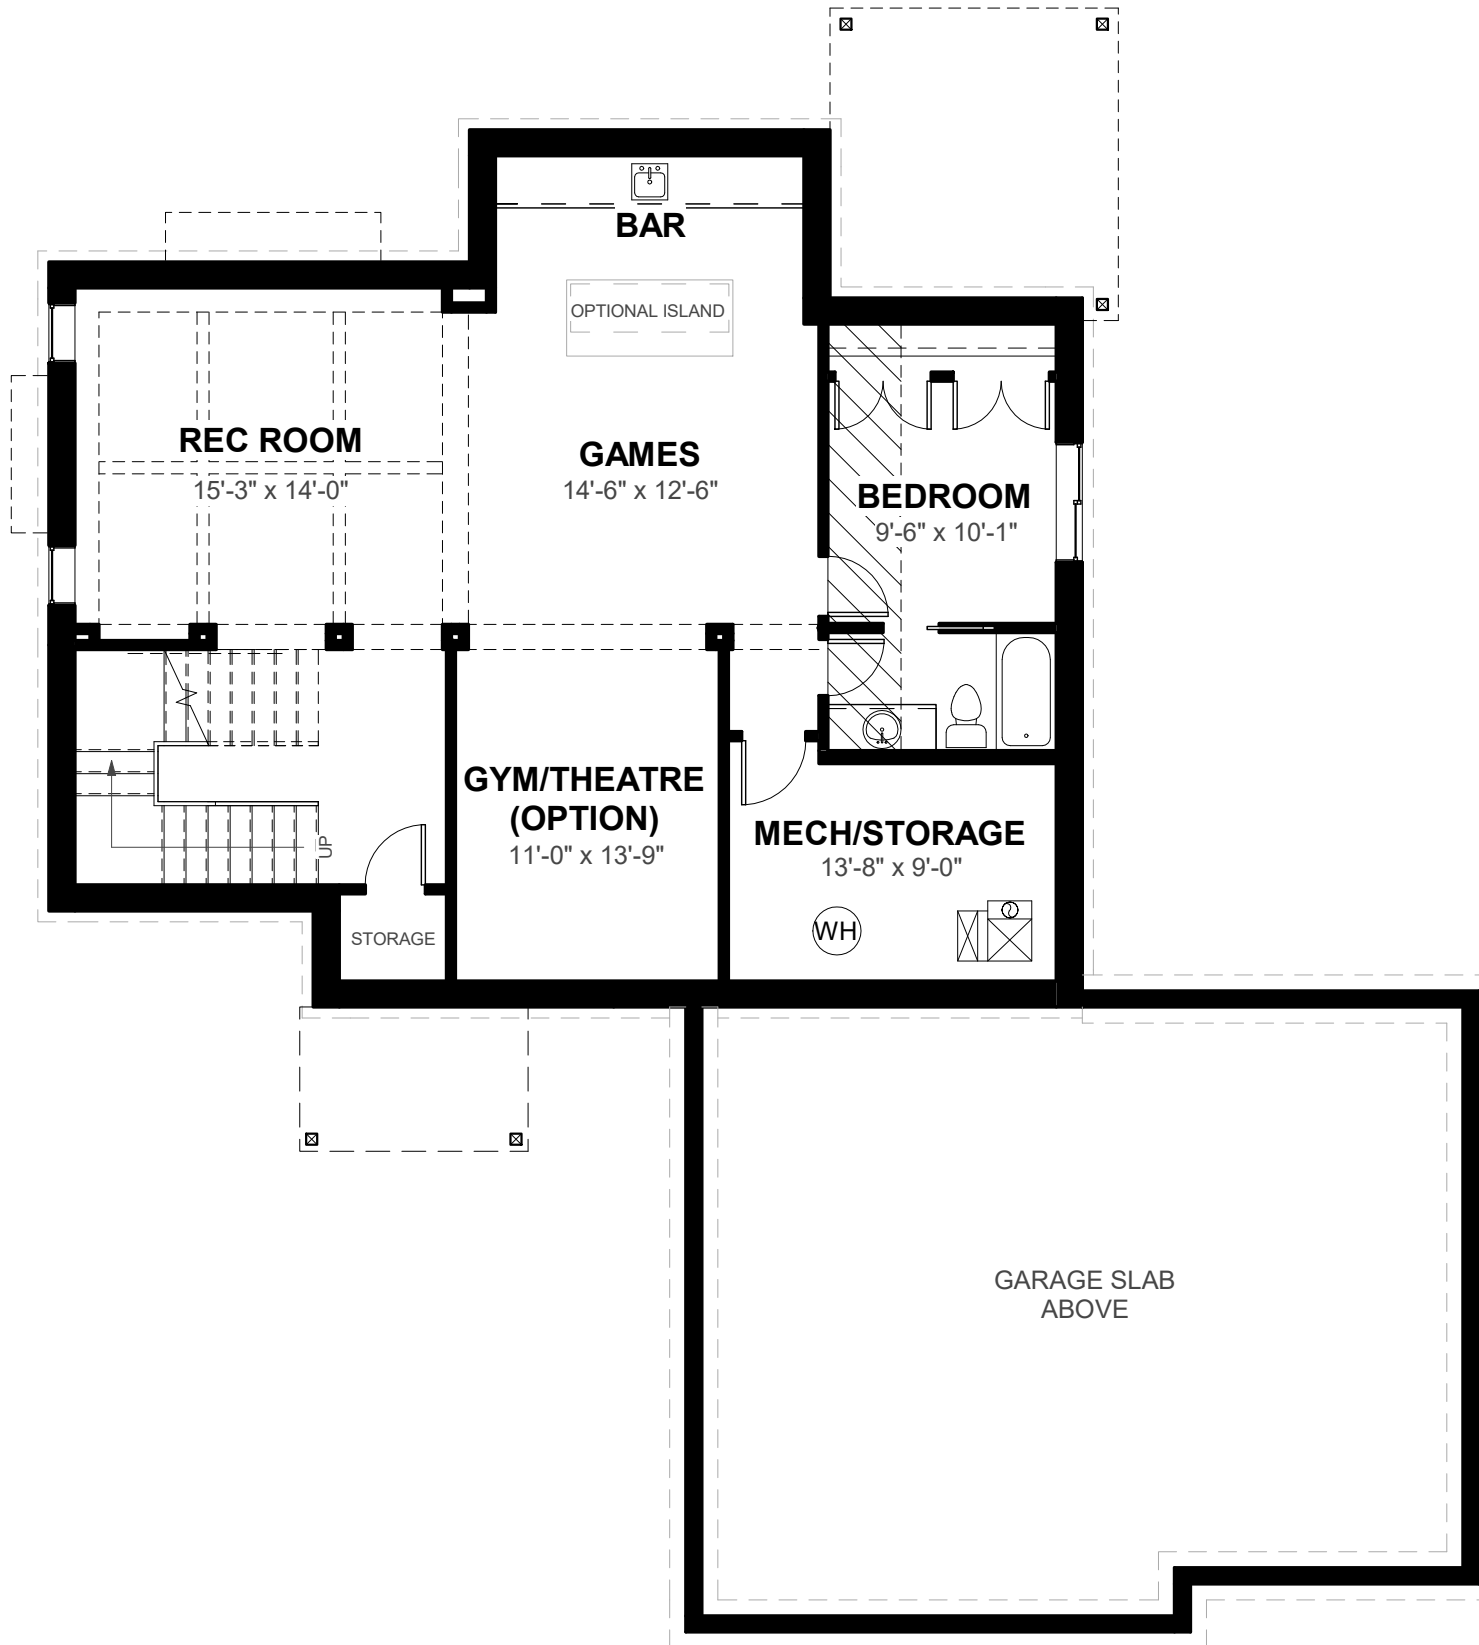 BAR
OPTIONAL ISLAND
REC ROOM
15'-3" x 14'-0"
GAMES
14'-6" x 12'-6"
BEDROOM
9'-6" x 10'-1"
GYM/THEATRE
(OPTION)
11'-0" x 13'-9"
MECH/STORAGE
13'-8" x 9'-0"
UP
STORAGE
WH
GARAGE SLAB
ABOVE